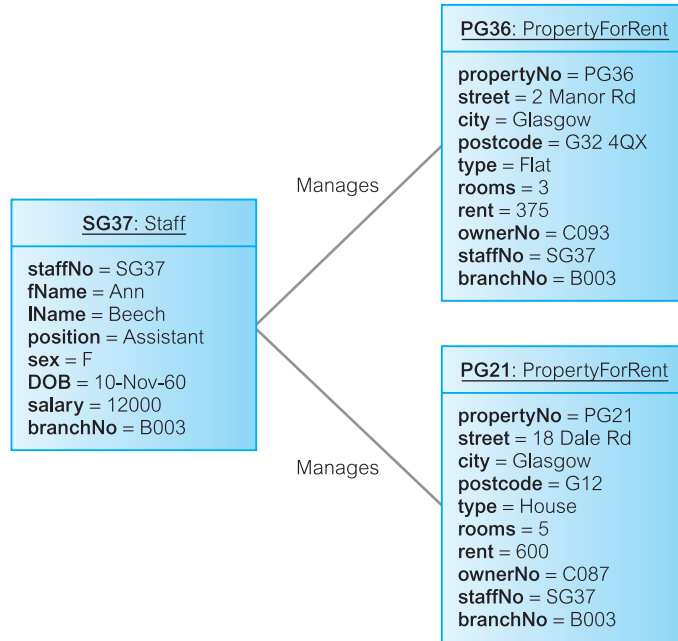 PG36: PropertyForRent
propertyNo = PG36
street = 2 Manor Rd
city = Glasgow
postcode = G32 4QX
type = Flat
rooms = 3
rent = 375
ownerNo = C093
staffNo = SG37
branchNo = B003
Manages
SG37: Staff
staffNo = SG37
fName = Ann
lName = Beech
position = Assistant
sex = F
DOB = 10-Nov-60
salary = 12000
branchNo = B003
Manages
PG21: PropertyForRent
propertyNo = PG21
street = 18 Dale Rd
city = Glasgow
postcode = G12
type = House
rooms = 5
rent = 600
ownerNo = C087
staffNo = SG37
branchNo = B003